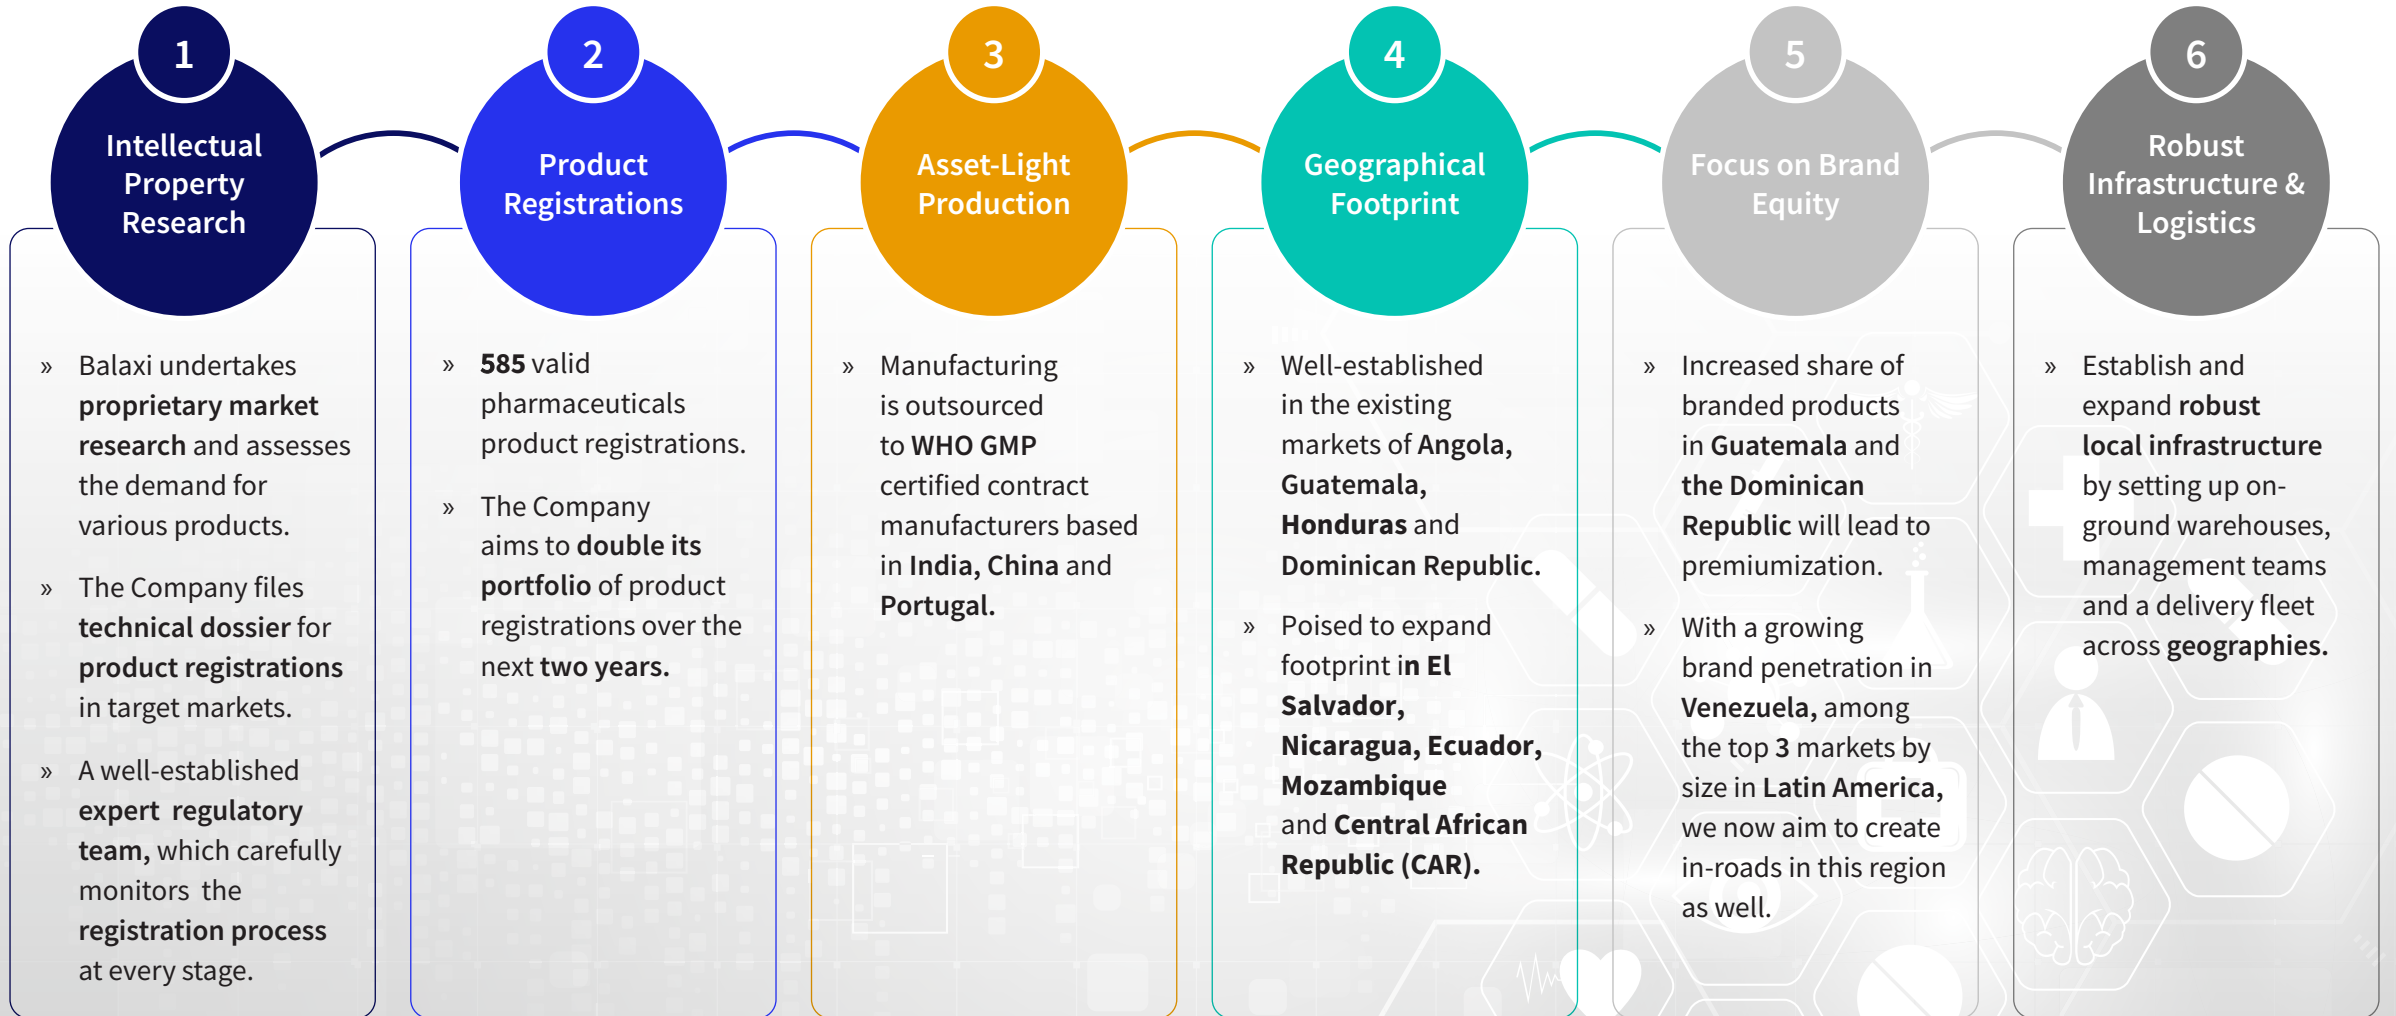 1
Intellectual
Property
Research
» Balaxi undertakes
proprietary market
research and assesses
the demand for
various products.
» The Company files
technical dossier for
product registrations
in target markets.
» A well-established
expert regulatory
team, which carefully
monitors the
registration process
at every stage.
2
Product
Registrations
» 585 valid
pharmaceuticals
product registrations.
» The Company
aims to double its
portfolio of product
registrations over the
next two years.
3
Asset-Light
Production
» Manufacturing
is outsourced
to WHO GMP
certified contract
manufacturers based
in India, China and
Portugal.
4
Geographical
Footprint
» Well-established
in the existing
markets of Angola,
Guatemala,
Honduras and
Dominican Republic.
» Poised to expand
footprint in El
Salvador,
Nicaragua, Ecuador,
Mozambique
and Central African
Republic (CAR).
5
Focus on Brand
Equity
» Increased share of
branded products
in Guatemala and
the Dominican
Republic will lead to
premiumization.
» With a growing
brand penetration in
Venezuela, among
the top 3 markets by
size in Latin America,
we now aim to create
in-roads in this region
as well.
6
Robust
Infrastructure &
Logistics
» Establish and
expand robust
local infrastructure
by setting up on-
ground warehouses,
management teams
and a delivery fleet
across geographies.